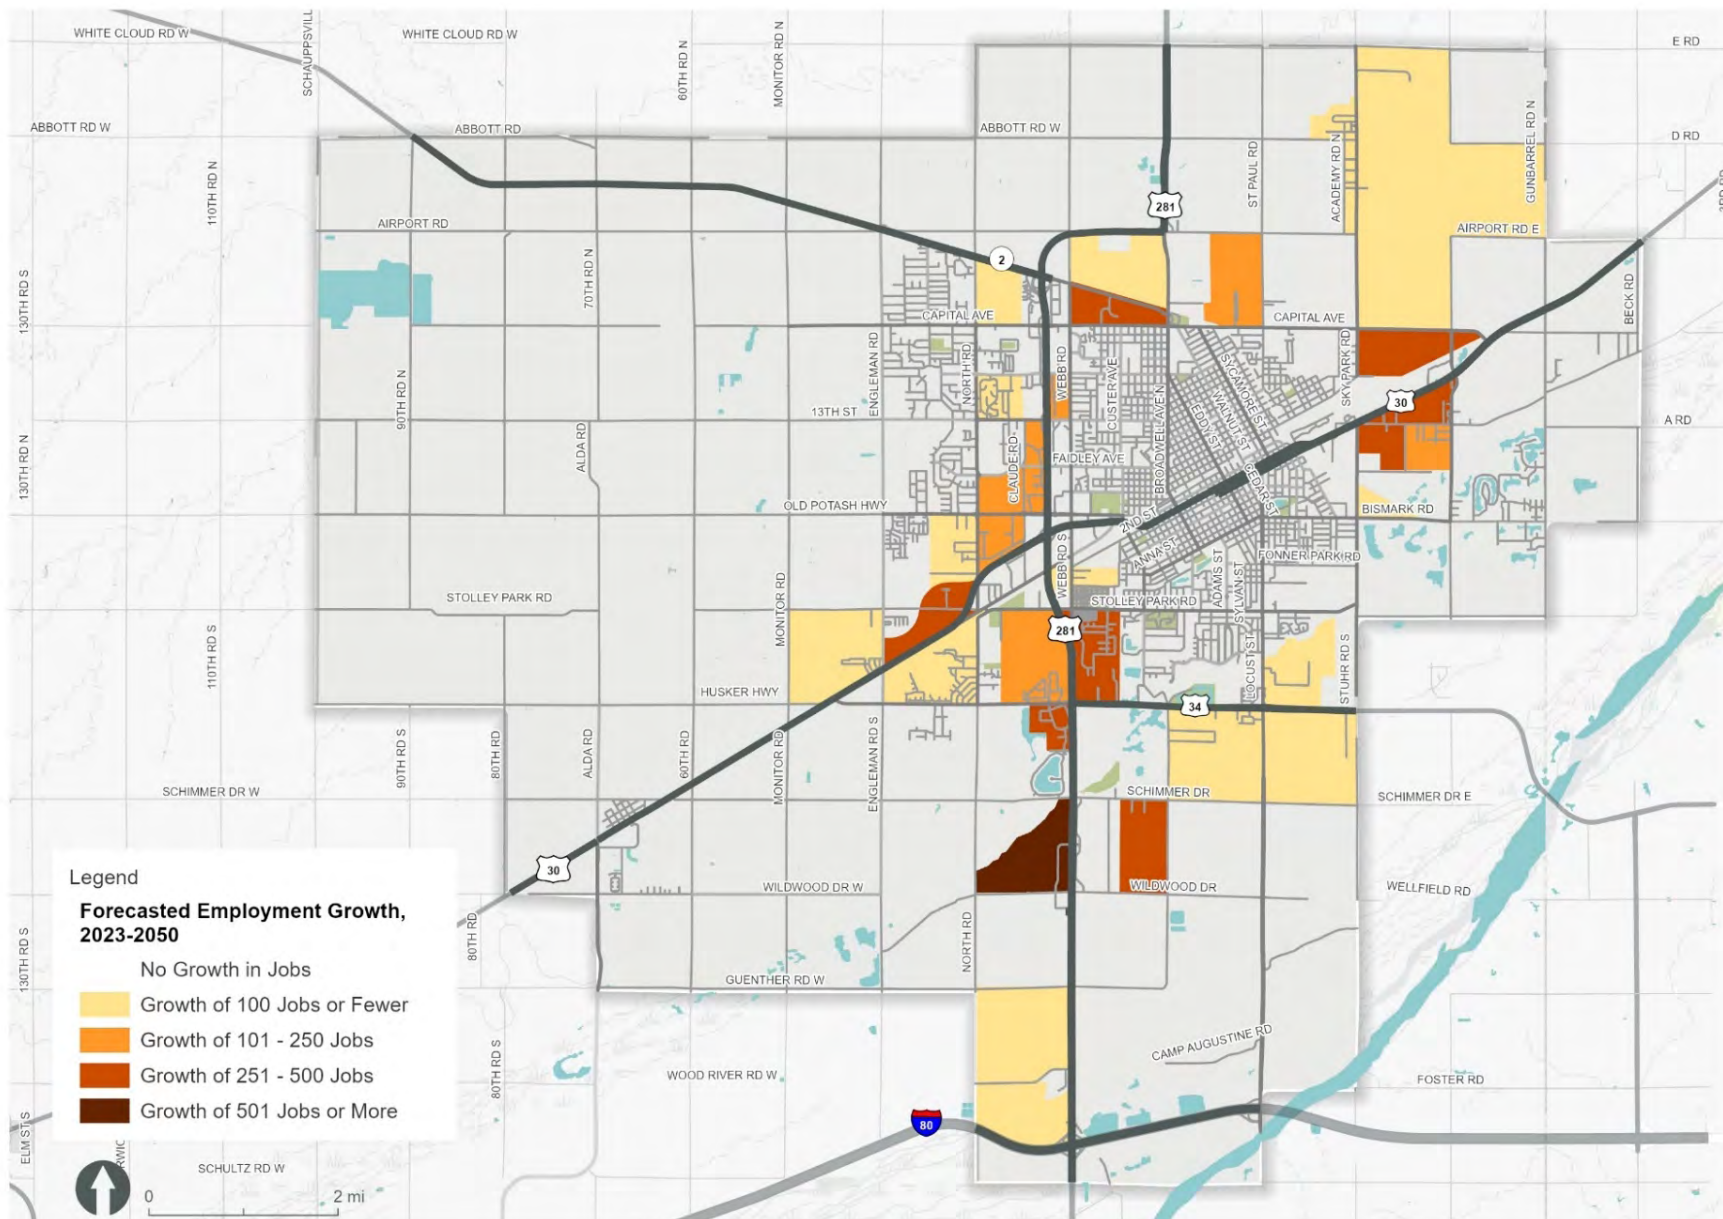 WHITE CLOUD RD W
WHITE CLOUD RD W
SCHAUPPSVILL
60TH RD N
MONITOR RD N
E RD
ABBOTT RD W
ABBOTT RD
ABBOTT RD W
D RD
110TH RD N
ST PAUL RD
ACADEMY RD N
GUNBARREL RD N
3RD RD
281
AIRPORT RD
AIRPORT RD E
2
130TH RD S
70TH RD N
BECK RD
CAPITAL AVE
CAPITAL AVE
ENGLEMAN RD
NORTH RD
WEBB RD
CUSTER AVE
BROADWELL AVE N
SYCAMORE ST
WALNUT ST
EDDY ST
SKY PARK RD
90TH RD N
30
13TH ST
A RD
130TH RD N
ALDA RD
CLAUDE RD
FAIDLEY AVE
CEDAR ST
OLD POTASH HWY
2ND ST
BISMARK RD
ANNA ST
WEBB RD S
FONNER PARK RD
ADAMS ST
SYLVAN ST
STOLLEY PARK RD
MONITOR RD
STOLLEY PARK RD
281
110TH RD S
LOCUST ST
STUHR RD S
HUSKER HWY
34
90TH RD S
80TH RD
ALDA RD
60TH RD
MONITOR RD
ENGLEMAN RD S
SCHIMMER DR W
SCHIMMER DR
SCHIMMER DR E
30
WILDWOOD DR W
WILDWOOD DR
WELLFIELD RD
Legend
Forecasted Employment Growth,
2023-2050
No Growth in Jobs
Growth of 100 Jobs or Fewer
Growth of 101 - 250 Jobs
Growth of 251 - 500 Jobs
Growth of 501 Jobs or More
80TH RD
130TH RD S
NORTH RD
GUENTHER RD W
CAMP AUGUSTINE RD
80TH RD S
WOOD RIVER RD W
FOSTER RD
80
ELM ST S
SCHULTZ RD W
0 2 mi